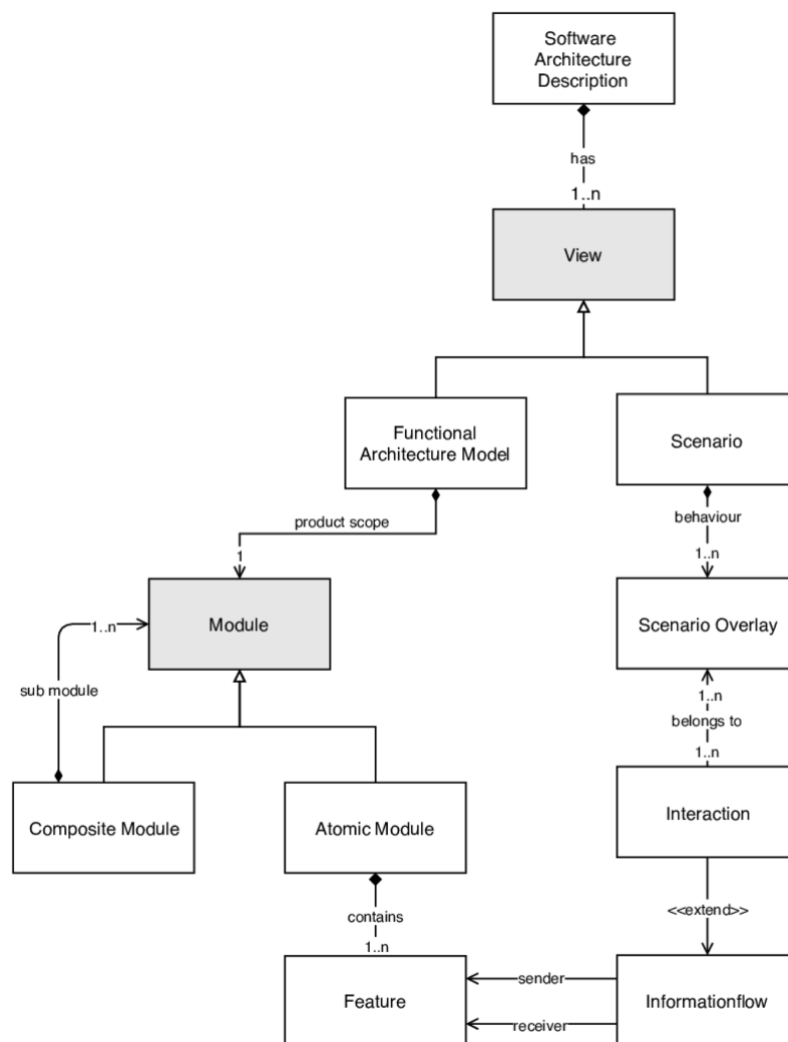 Software
Architecture
Description
has
1..n
View
Functional
Architecture Model
Scenario
product scope
1
behaviour
1..n
Module
1..n
sub module
Scenario Overlay
1..n
belongs to
1..n
Composite Module
Atomic Module
Interaction
contains
1..n
<<extend>>
Feature
sender
receiver
Informationflow